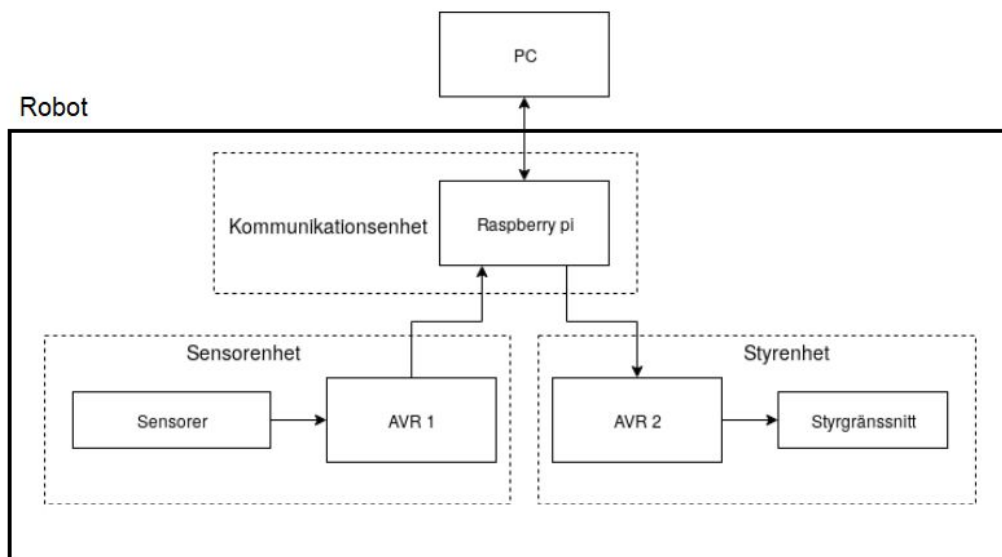 PC
Robot
Kommunikationsenhet
Raspberry pi
Sensorenhet
Styrenhet
Sensorer
AVR 1
AVR 2
Styrgränssnitt